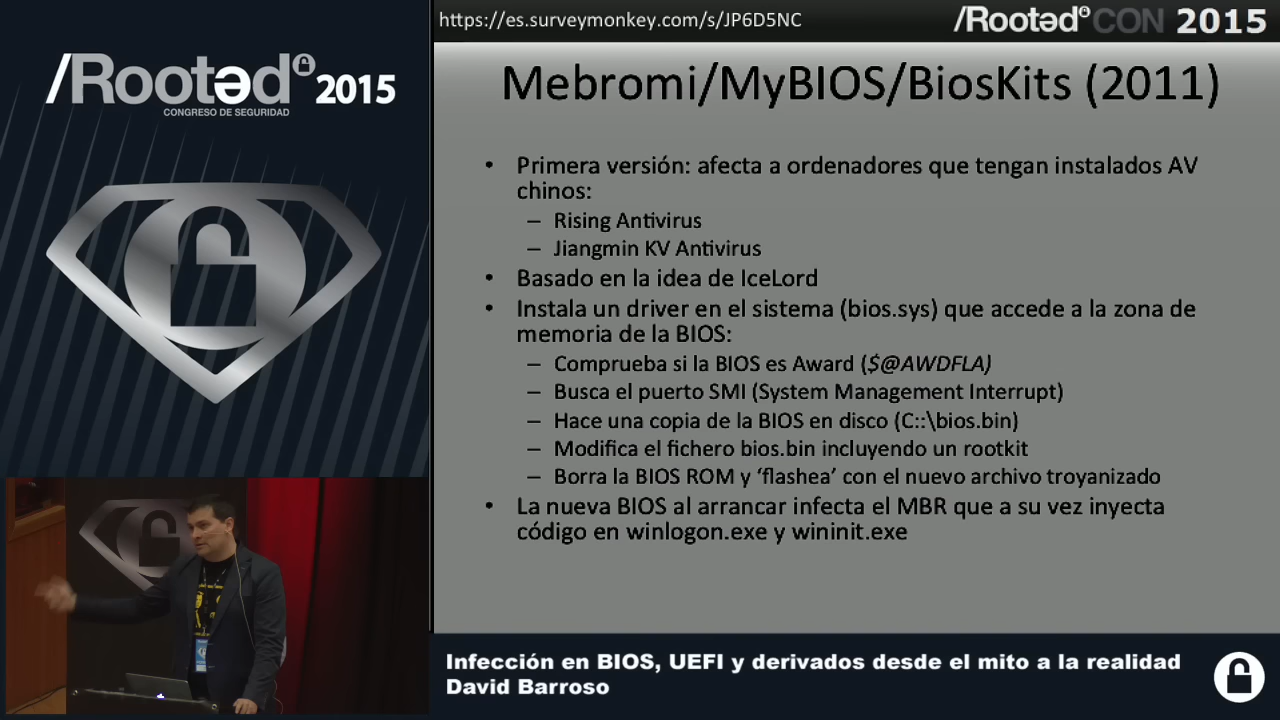 https://es.surveymonkey.com/s/JP6D5NC
/RootedCON 2015
/Rooted 2015
CONGRESO DE SEGURIDAD
Mebromi/MyBIOS/BiosKits (2011)
• Primera versión: afecta a ordenadores que tengan instalados AV
chinos:
– Rising Antivirus
– Jiangmin KV Antivirus
• Basado en la idea de IceLord
• Instala un driver en el sistema (bios.sys) que accede a la zona de
memoria de la BIOS:
– Comprueba si la BIOS es Award ($@AWDFLA)
– Busca el puerto SMI (System Management Interrupt)
– Hace una copia de la BIOS en disco (C::\bios.bin)
– Modifica el fichero bios.bin incluyendo un rootkit
– Borra la BIOS ROM y ‘flashea’ con el nuevo archivo troyanizado
• La nueva BIOS al arrancar infecta el MBR que a su vez inyecta
código en winlogon.exe y wininit.exe
Infección en BIOS, UEFI y derivados desde el mito a la realidad
David Barroso